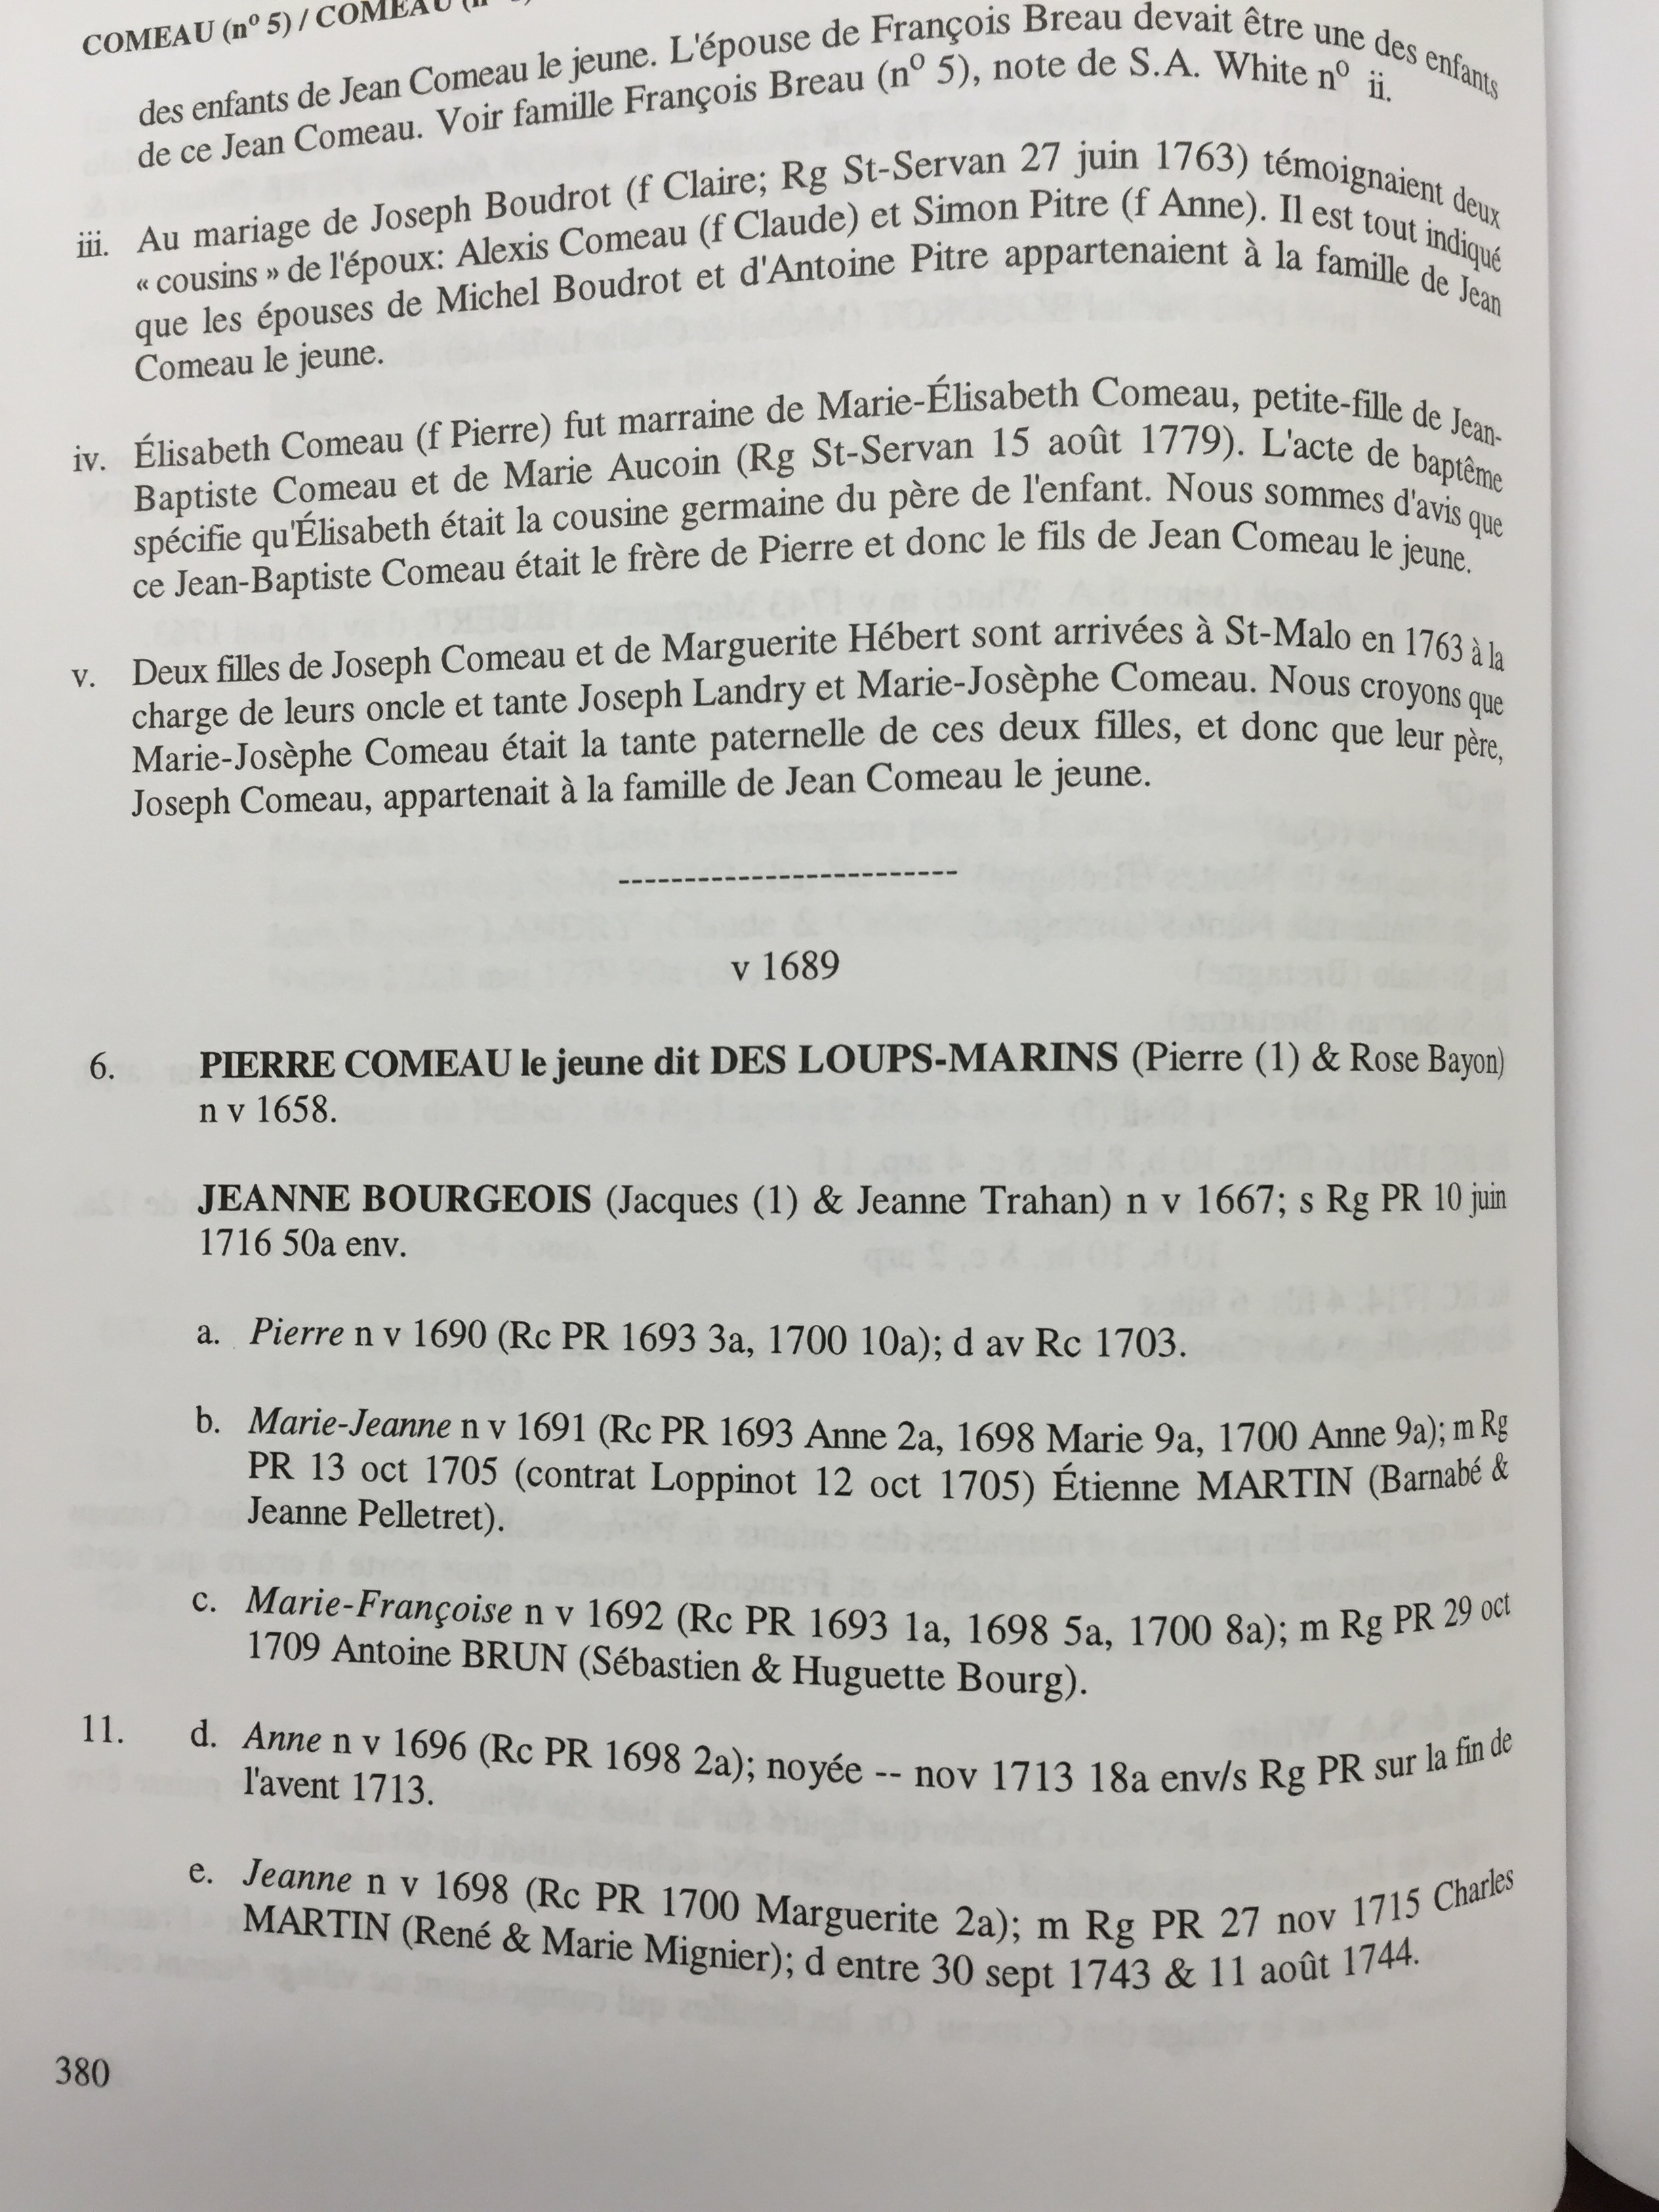 COMEAU (nº 5) / COMEAU
des enfants de Jean Comeau le jeune. L'épouse de François Breau devait être une des enfants
de ce Jean Comeau. Voir famille François Breau (nº 5), note de S.A. White nº ii.
iii. Au mariage de Joseph Boudrot (f Claire; Rg St-Servan 27 juin 1763) témoignaient deux
« cousins » de l'époux: Alexis Comeau (f Claude) et Simon Pitre (f Anne). Il est tout indiqué
que les épouses de Michel Boudrot et d'Antoine Pitre appartenaient à la famille de Jean
Comeau le jeune.
iv. Élisabeth Comeau (f Pierre) fut marraine de Marie-Élisabeth Comeau, petite-fille de Jean-
Baptiste Comeau et de Marie Aucoin (Rg St-Servan 15 août 1779). L'acte de baptême
spécifie qu'Élisabeth était la cousine germaine du père de l'enfant. Nous sommes d'avis que
ce Jean-Baptiste Comeau était le frère de Pierre et donc le fils de Jean Comeau le jeune.
v. Deux filles de Joseph Comeau et de Marguerite Hébert sont arrivées à St-Malo en 1763 à la
charge de leurs oncle et tante Joseph Landry et Marie-Josèphe Comeau. Nous croyons que
Marie-Josèphe Comeau était la tante paternelle de ces deux filles, et donc que leur père,
Joseph Comeau, appartenait à la famille de Jean Comeau le jeune.
--------------------------
v 1689
6. PIERRE COMEAU le jeune dit DES LOUPS-MARINS (Pierre (1) & Rose Bayon)
n v 1658.
JEANNE BOURGEOIS (Jacques (1) & Jeanne Trahan) n v 1667; s Rg PR 10 juin
1716 50a env.
a. Pierre n v 1690 (Rc PR 1693 3a, 1700 10a); d av Rc 1703.
b. Marie-Jeanne n v 1691 (Rc PR 1693 Anne 2a, 1698 Marie 9a, 1700 Anne 9a); m Rg
PR 13 oct 1705 (contrat Loppinot 12 oct 1705) Étienne MARTIN (Barnabé &
Jeanne Pelletret).
c. Marie-Françoise n v 1692 (Rc PR 1693 1a, 1698 5a, 1700 8a); m Rg PR 29 oct
1709 Antoine BRUN (Sébastien & Huguette Bourg).
11. d. Anne n v 1696 (Rc PR 1698 2a); noyée -- nov 1713 18a env/s Rg PR sur la fin de
l'avent 1713.
e. Jeanne n v 1698 (Rc PR 1700 Marguerite 2a); m Rg PR 27 nov 1715 Charles
MARTIN (René & Marie Mignier); d entre 30 sept 1743 & 11 août 1744.
380